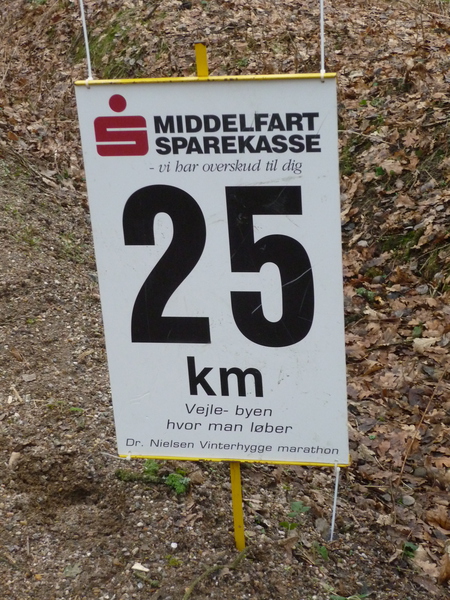 MIDDELFART
SPAREKASSE
- vi har overskud til dig
25
km
Vejle- byen
hvor man løber
Dr. Nielsen Vinterhygge marathon